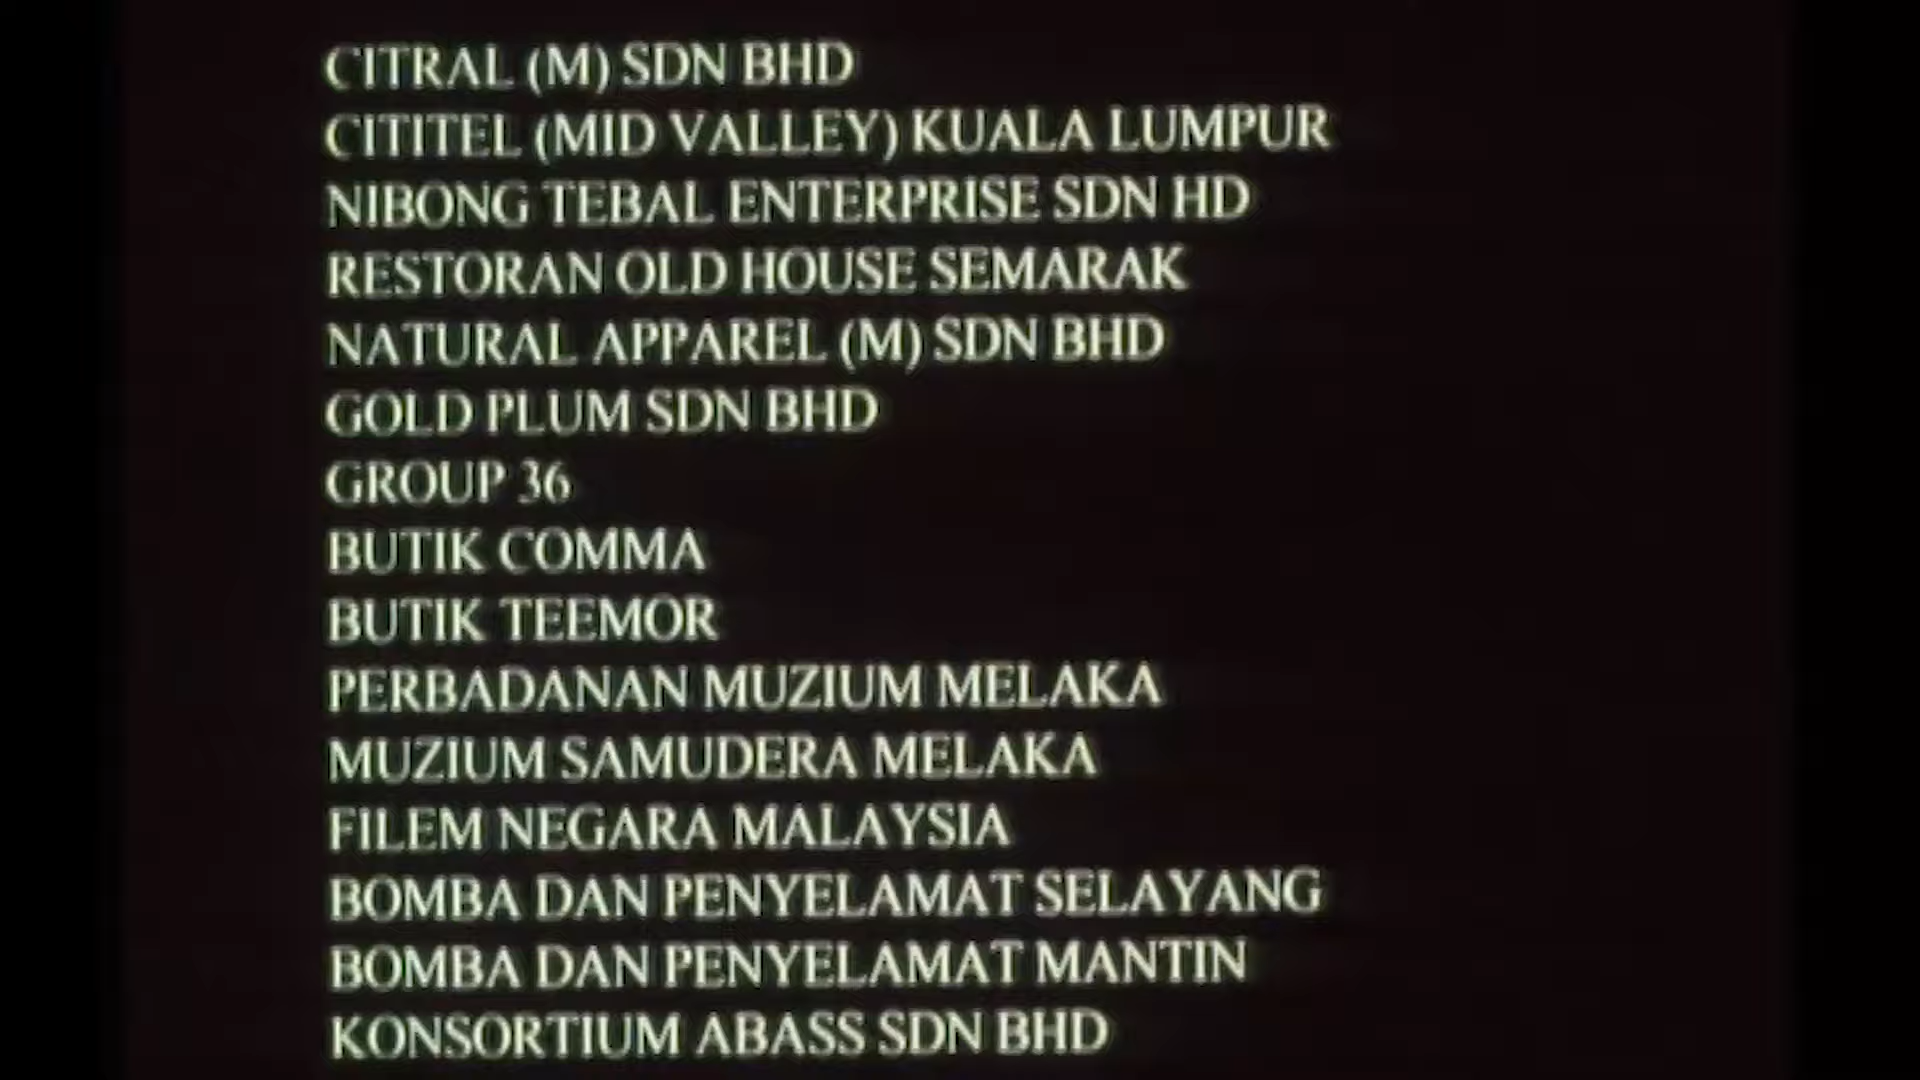 CITRAL (M) SDN BHD
CITITEL (MID VALLEY) KUALA LUMPUR
NIBONG TEBAL ENTERPRISE SDN HD
RESTORAN OLD HOUSE SEMARAK
NATURAL APPAREL (M) SDN BHD
GOLD PLUM SDN BHD
GROUP 36
BUTIK COMMA
BUTIK TEEMOR
PERBADANAN MUZIUM MELAKA
MUZIUM SAMUDERA MELAKA
FILEM NEGARA MALAYSIA
BOMBA DAN PENYELAMAT SELAYANG
BOMBA DAN PENYELAMAT MANTIN
KONSORTIUM ABASS SDN BHD